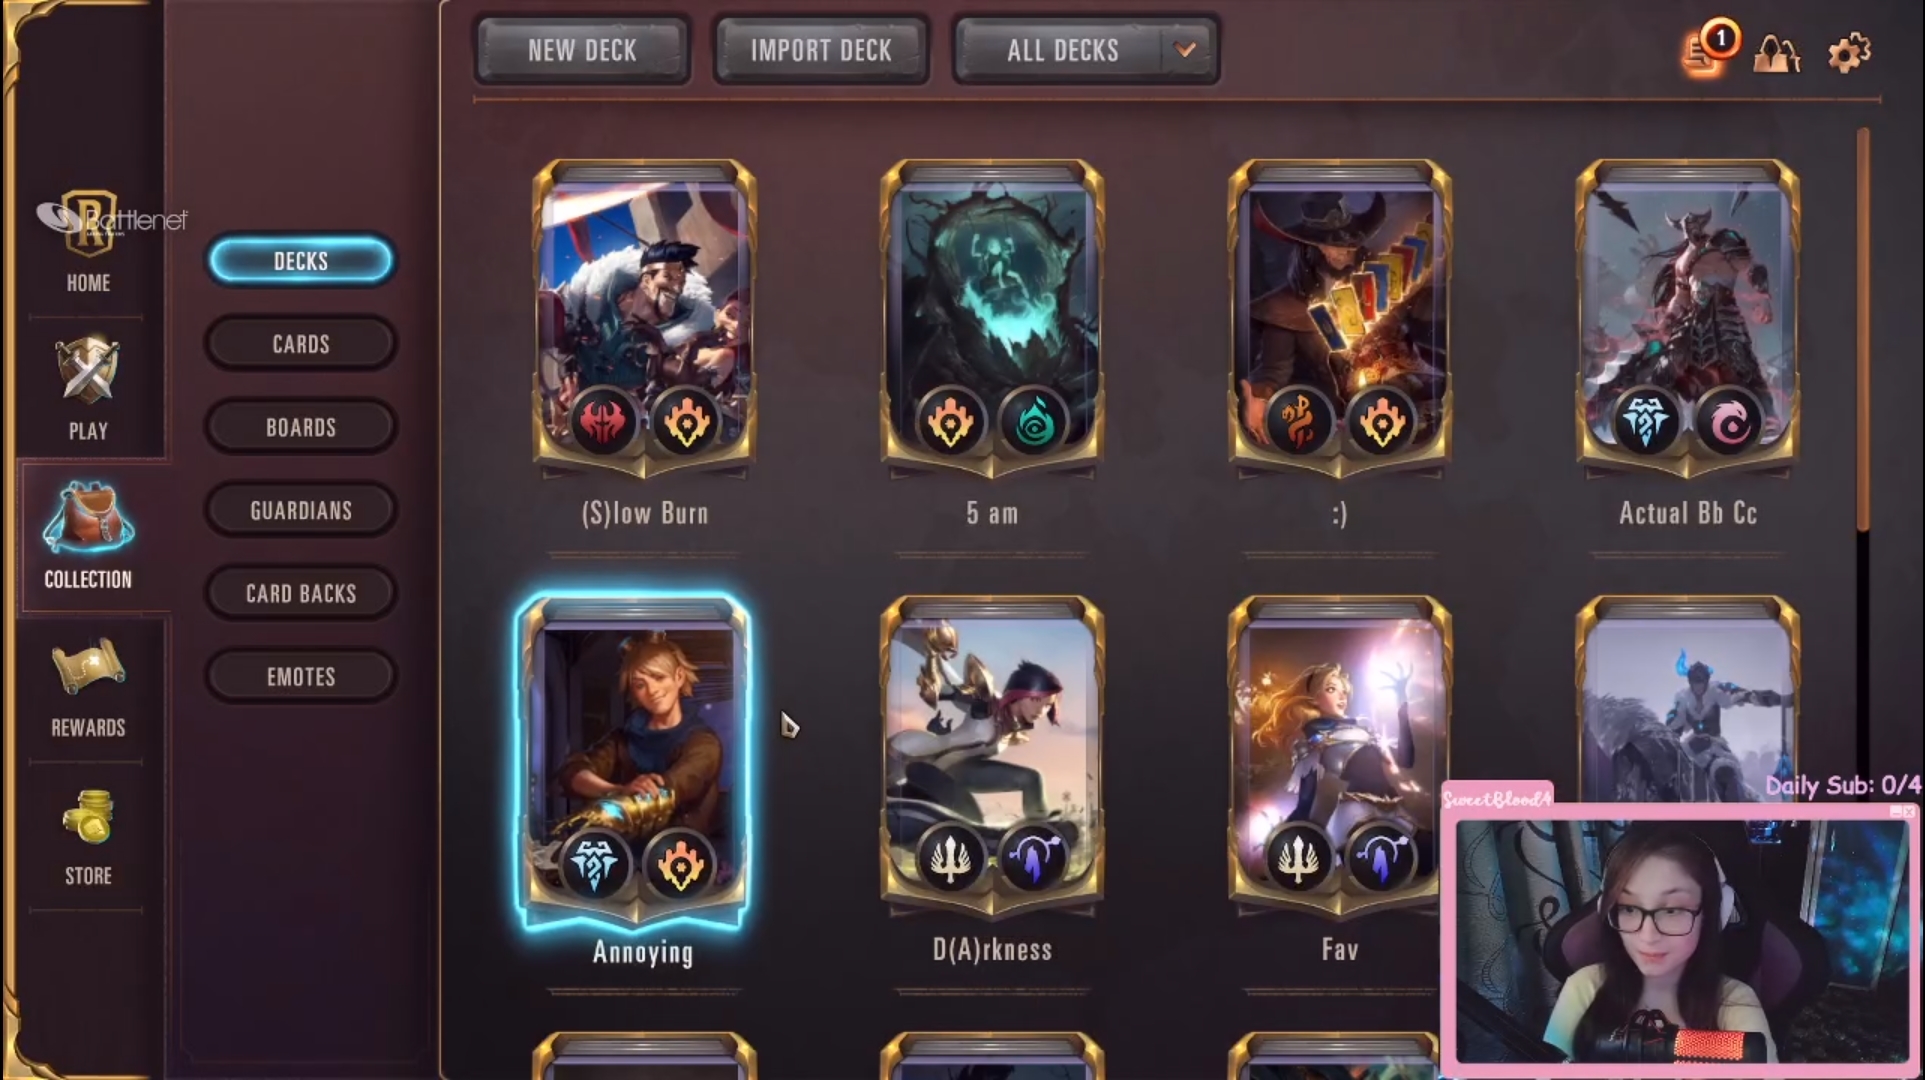 NEW DECK
IMPORT DECK
ALL DECKS
1
Battlenet
HOME
PLAY
COLLECTION
REWARDS
STORE
DECKS
CARDS
BOARDS
GUARDIANS
CARD BACKS
EMOTES
(S)low Burn
5 am
:)
Actual Bb Cc
Annoying
D(A)rkness
Fav
Daily Sub: 0/4
SweetBlood4